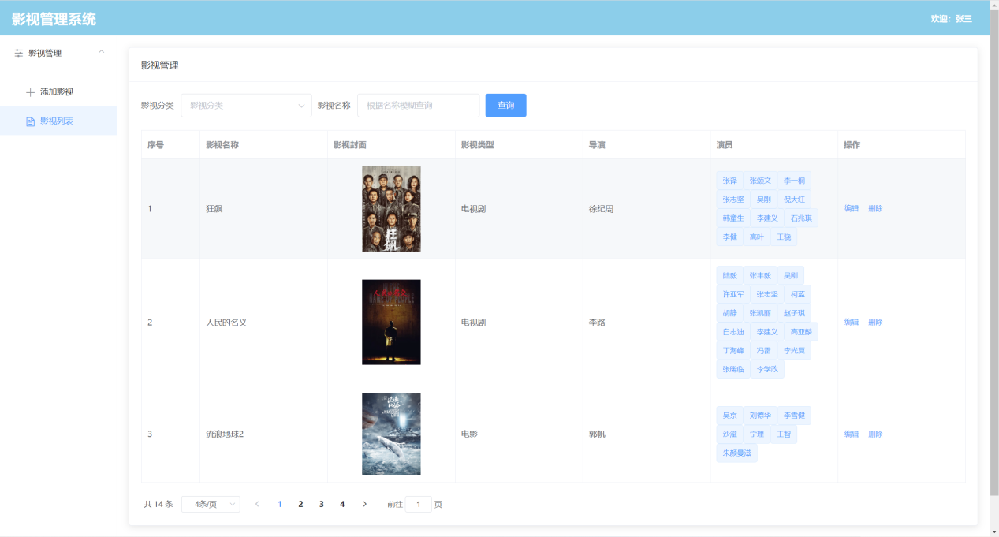 影视管理系统
欢迎：张三
影视管理
添加影视
影视列表
影视管理
影视分类 影视分类 影视名称 根据名称模糊查询 查询
序号 影视名称 影视封面 影视类型 导演 演员 操作
1 狂飙 电视剧 徐纪周 编辑 删除
张译 张颂文 李一桐
张志坚 吴刚 倪大红
韩童生 李建义 石兆琪
李健 高叶 王骁
狂飙
2 人民的名义 电视剧 李路 编辑 删除
陆毅 张丰毅 吴刚
许亚军 张志坚 柯蓝
胡静 张凯丽 赵子琪
白志迪 李建义 高亚麟
丁海峰 冯雷 李光复
张晞临 李学政
人民的名义
IN THE
NAME OF PEOPLE
3 流浪地球2 电影 郭帆 编辑 删除
吴京 刘德华 李雪健
沙溢 宁理 王智
朱颜曼滋
共 14 条 4条/页 1 2 3 4 前往 1 页